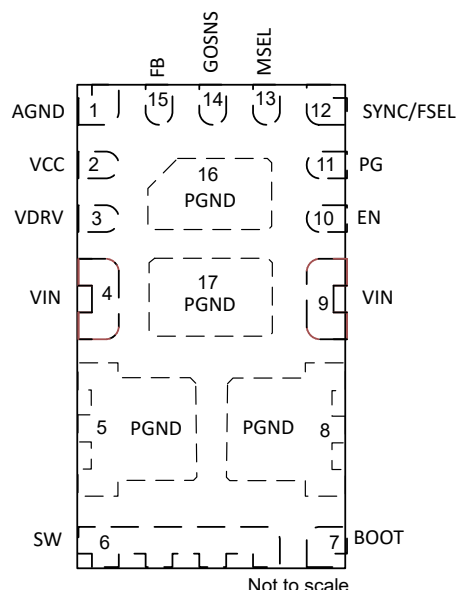 FB
GOSNS
MSEL
AGND 1 15 14 13 12 SYNC/FSEL
VCC 2 11 PG
16
PGND
VDRV 3 10 EN
VIN 4 17 9 VIN
PGND
5 PGND PGND 8
SW 6 7 BOOT
Not to scale